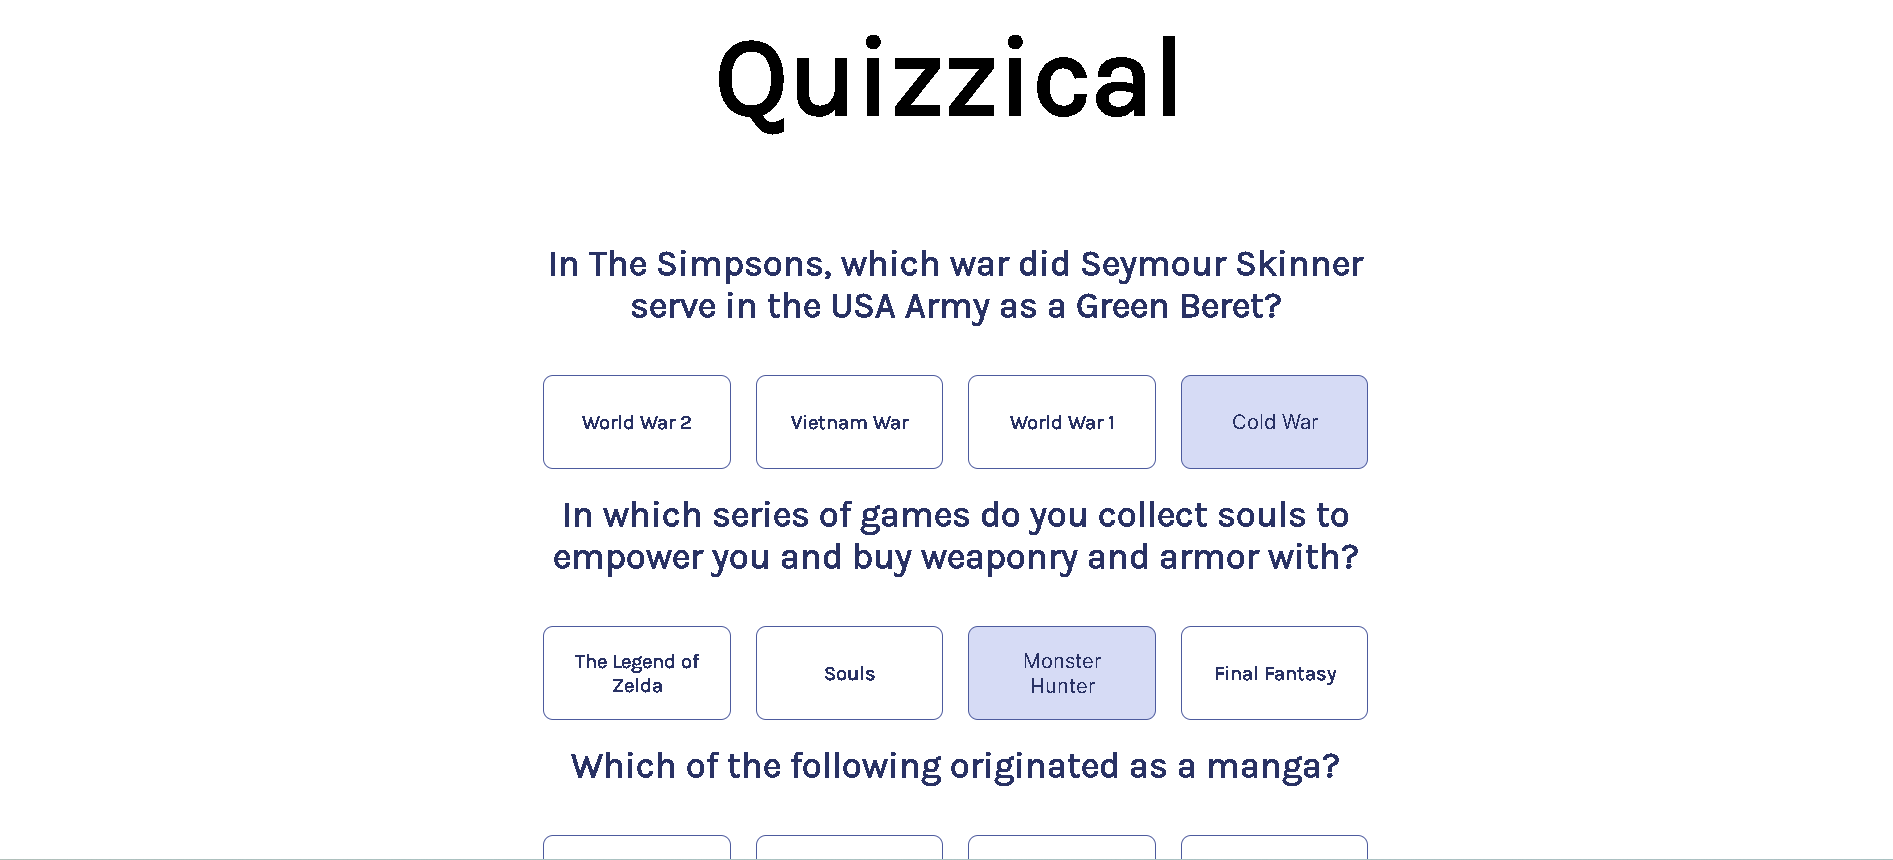 Quizzical
In The Simpsons, which war did Seymour Skinner
serve in the USA Army as a Green Beret?
World War 2
Vietnam War
World War 1
Cold War
In which series of games do you collect souls to
empower you and buy weaponry and armor with?
The Legend of
Zelda
Souls
Monster
Hunter
Final Fantasy
Which of the following originated as a manga?